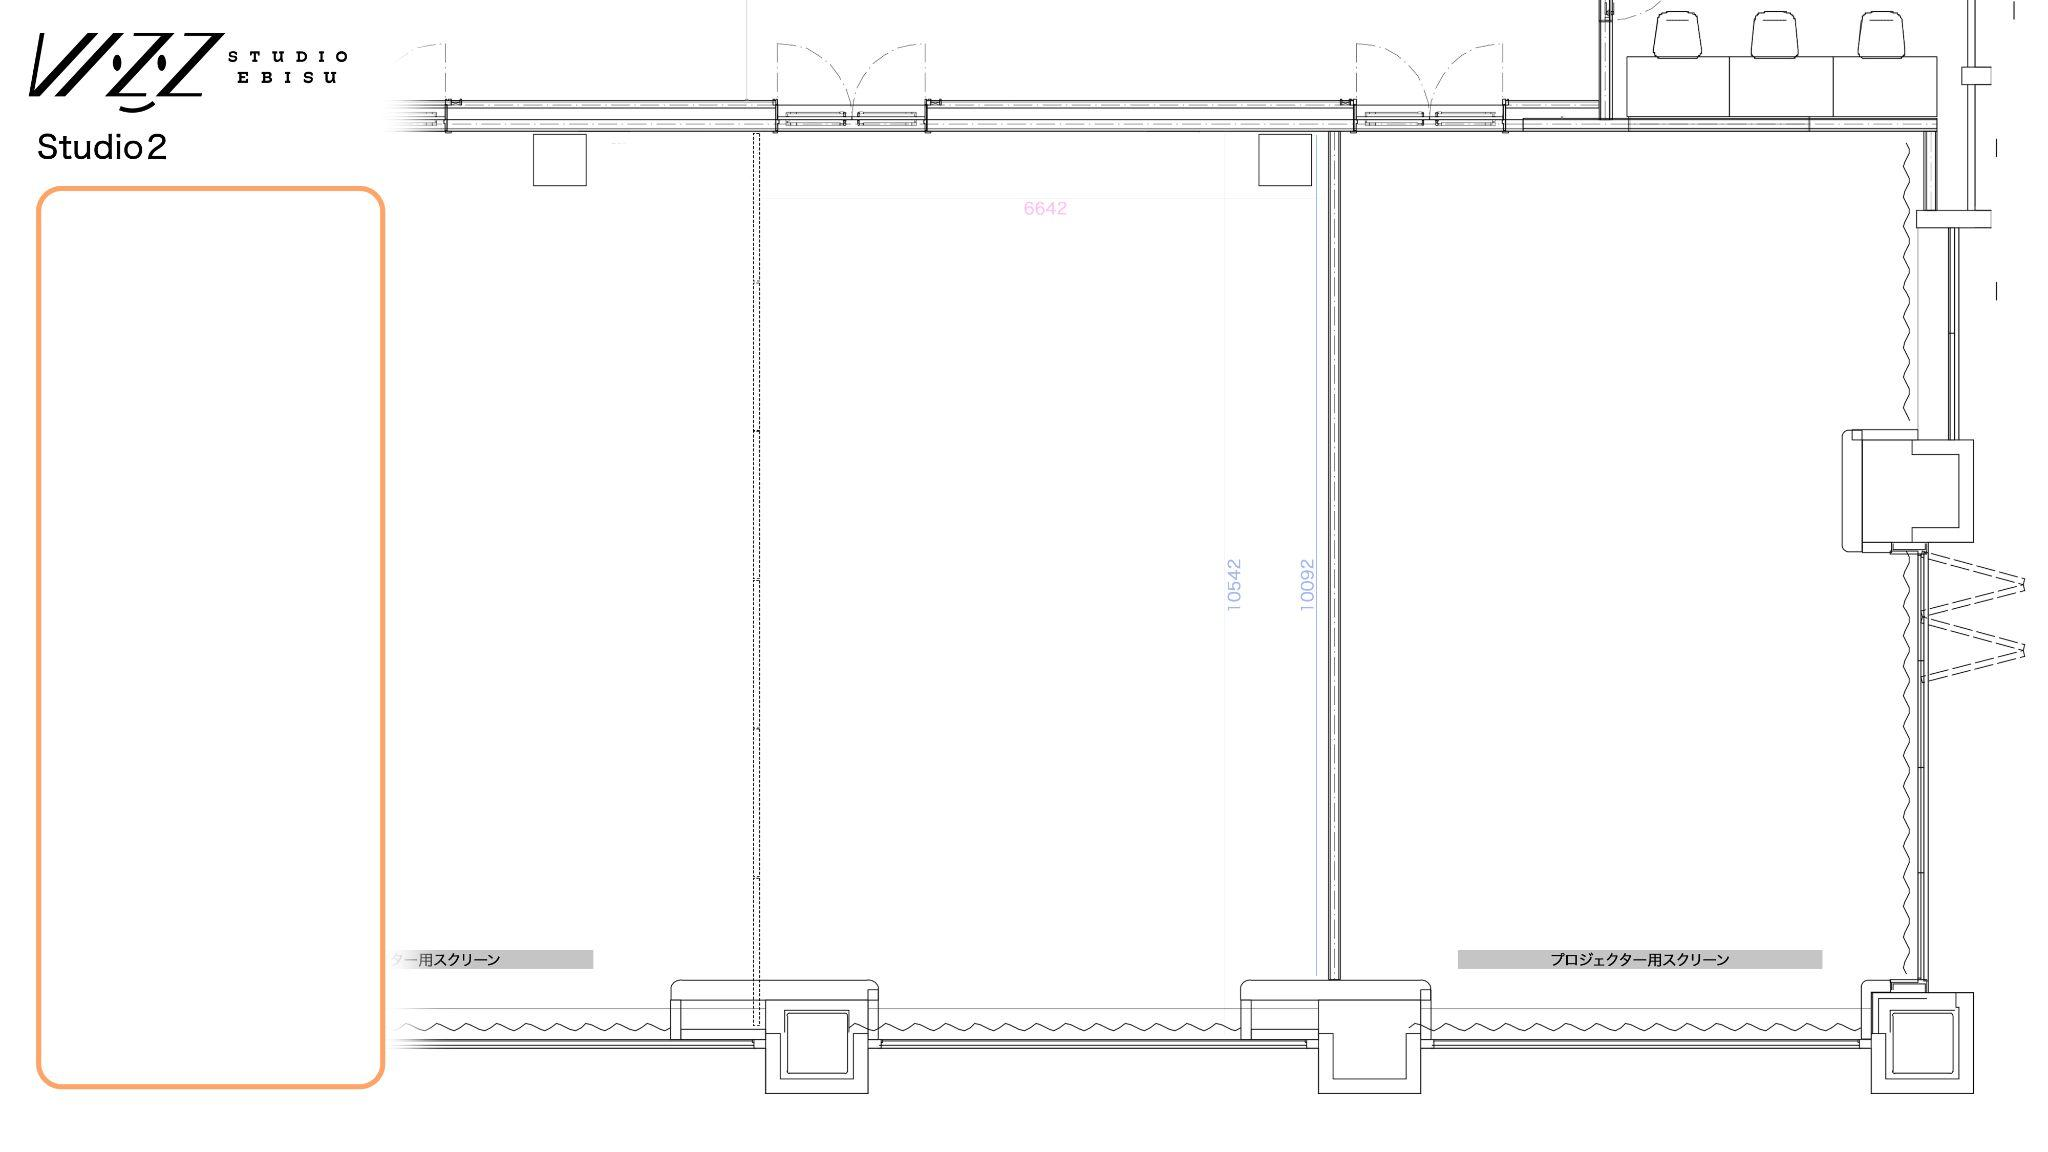 VIZZ STUDIO
EBISU
Studio2
6642
10542
10092
ター用スクリーン
プロジェクター用スクリーン